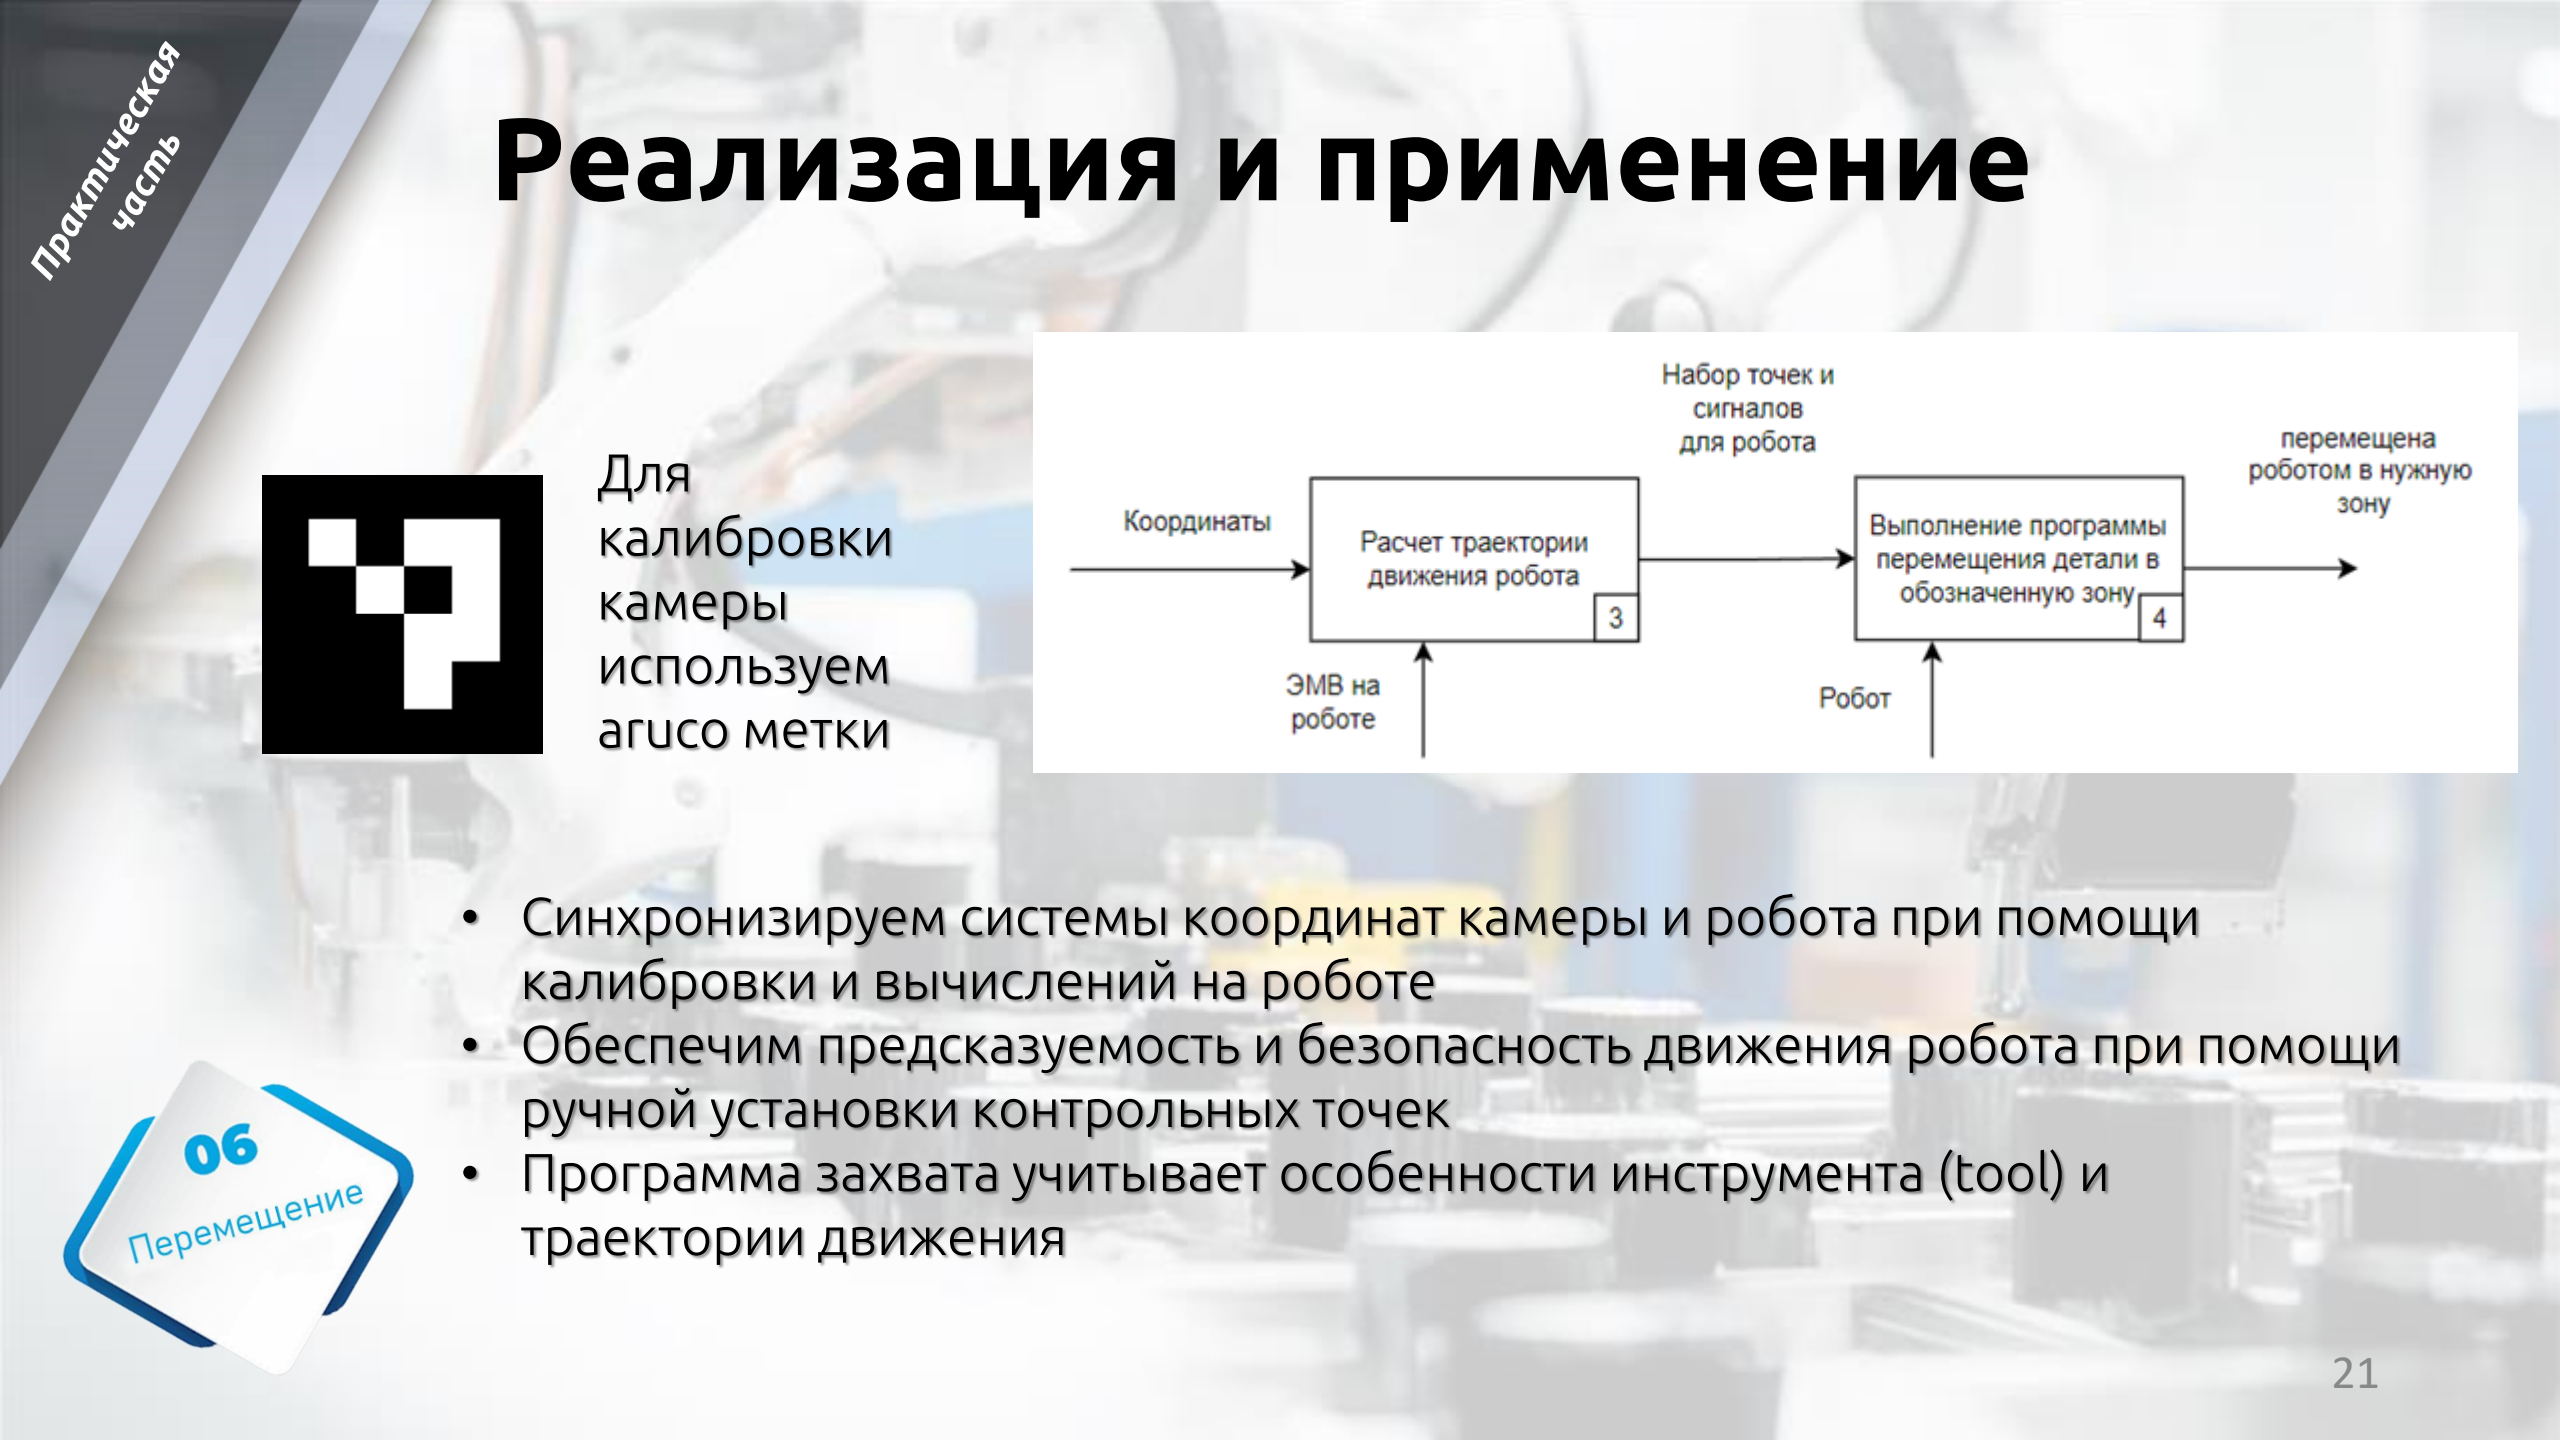 Практическая
часть
Реализация и применение
Для
калибровки
камеры
используем
aruco метки
Набор точек и
сигналов
для робота
перемещена
роботом в нужную
зону
Координаты
Расчет траектории
движения робота
3
Выполнение программы
перемещения детали в
обозначенную зону
4
ЭМВ на
роботе
Робот
• Синхронизируем системы координат камеры и робота при помощи
калибровки и вычислений на роботе
• Обеспечим предсказуемость и безопасность движения робота при помощи
ручной установки контрольных точек
• Программа захвата учитывает особенности инструмента (tool) и
траектории движения
06
Перемещение
21